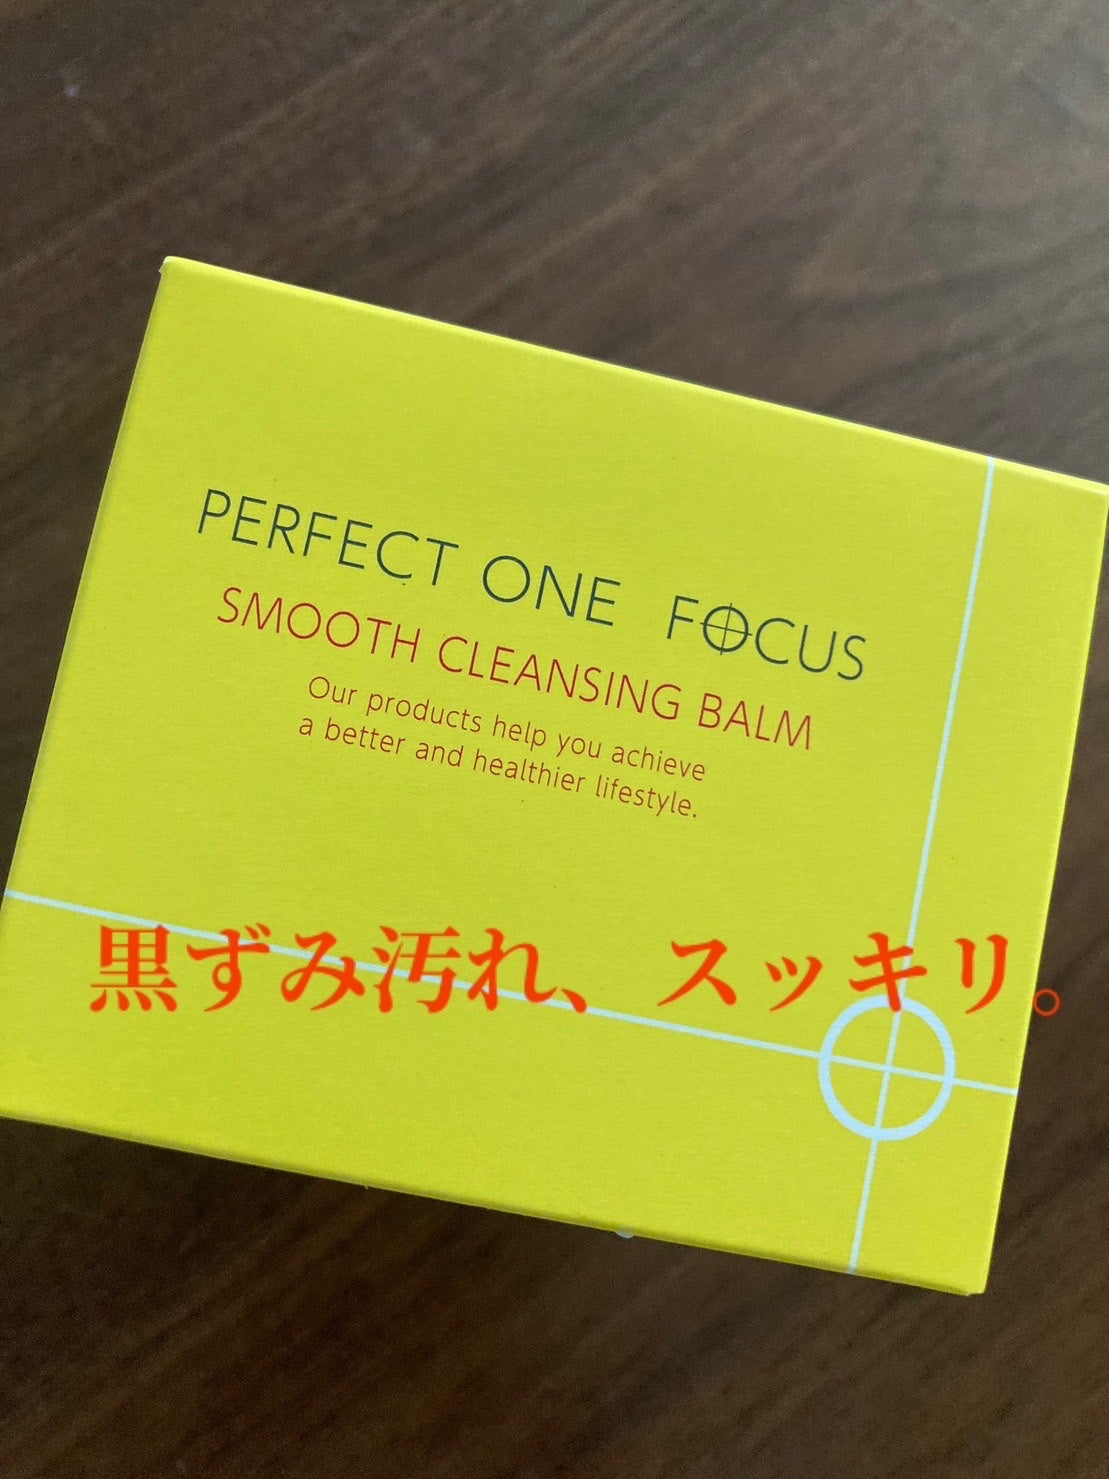 PERFECT ONE FOCUS
SMOOTH CLEANSING BALM
Our products help you achieve
a better and healthier lifestyle.
黒ずみ汚れ、スッキリ。